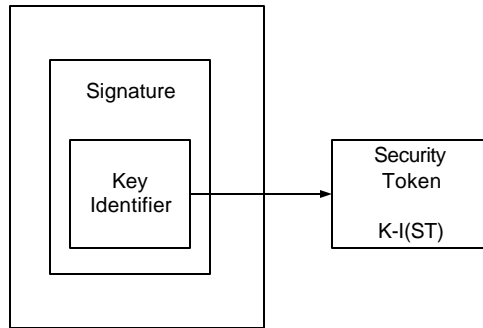 Signature
Key
Identifier
Security
Token
K-I(ST)